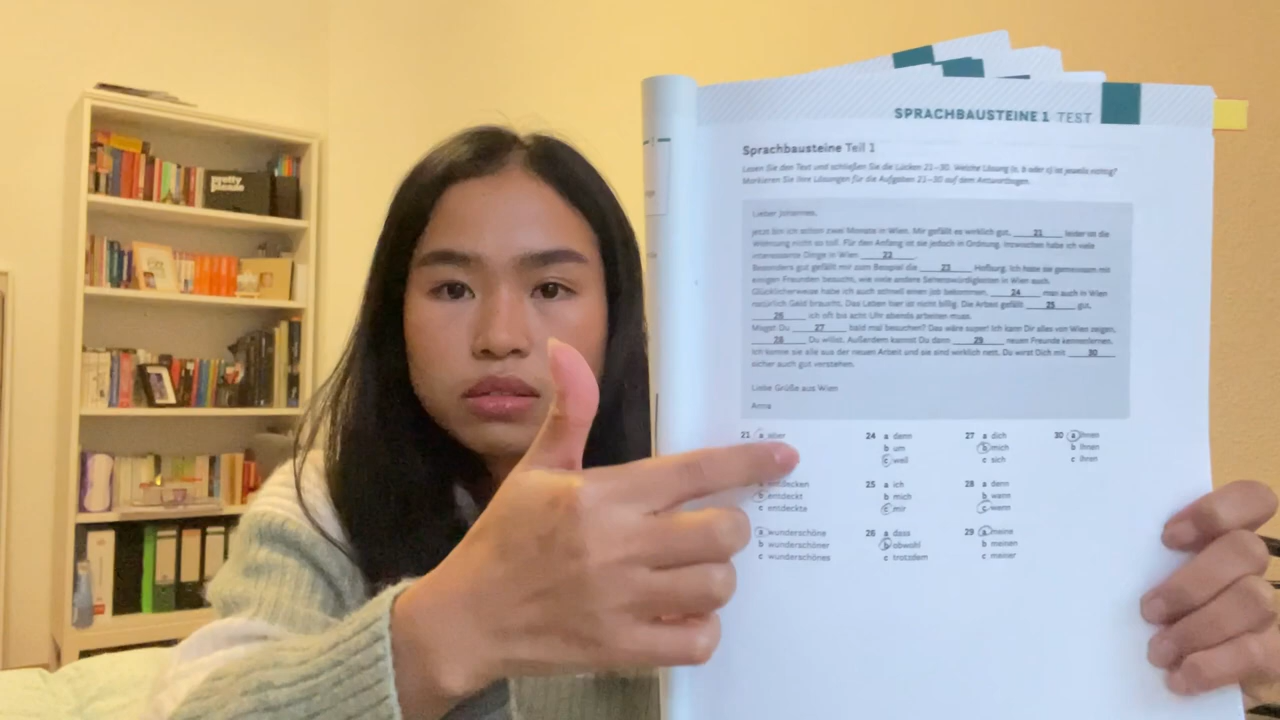 pretty
SPRACHBAUSTEINE 1 TEST
Sprachbausteine Teil 1
Lesen Sie den Text und schließen Sie die Lücken 21–30. Welche Lösung (a, b oder c) ist jeweils richtig?
Markieren Sie Ihre Lösungen für die Aufgaben 21–30 auf dem Antwortbogen.
Lieber Johannes,
jetzt bin ich schon zwei Monate in Wien. Mir gefällt es wirklich gut, 21 leider ist die
Wohnung nicht so toll. Für den Anfang ist sie jedoch in Ordnung. Inzwischen habe ich viele
interessante Dinge in Wien 22.
Besonders gut gefällt mir zum Beispiel die 23 Hofburg. Ich habe sie gemeinsam mit
einigen Freunden besucht, wie viele andere Sehenswürdigkeiten in Wien auch.
Glücklicherweise habe ich auch schnell einen Job bekommen, 24 man auch in Wien
natürlich Geld braucht. Das Leben hier ist nicht billig. Die Arbeit gefällt 25 gut,
26 ich oft bis acht Uhr abends arbeiten muss.
Magst Du 27 bald mal besuchen? Das wäre super! Ich kann Dir alles von Wien zeigen,
28 Du willst. Außerdem kannst Du dann 29 neuen Freunde kennenlernen.
Ich kenne sie alle aus der neuen Arbeit und sie sind wirklich nett. Du wirst Dich mit 30
sicher auch gut verstehen.
Liebe Grüße aus Wien
Anna
21 a aber
a entdecken
b entdeckt
c entdeckte
a wunderschöne
b wunderschöner
c wunderschönes
24 a denn
b um
c weil
25 a ich
b mich
c mir
26 a dass
b obwohl
c trotzdem
27 a dich
b mich
c sich
28 a denn
b wann
c wenn
29 a meine
b meinen
c meiner
30 a ihnen
b Ihnen
c ihren